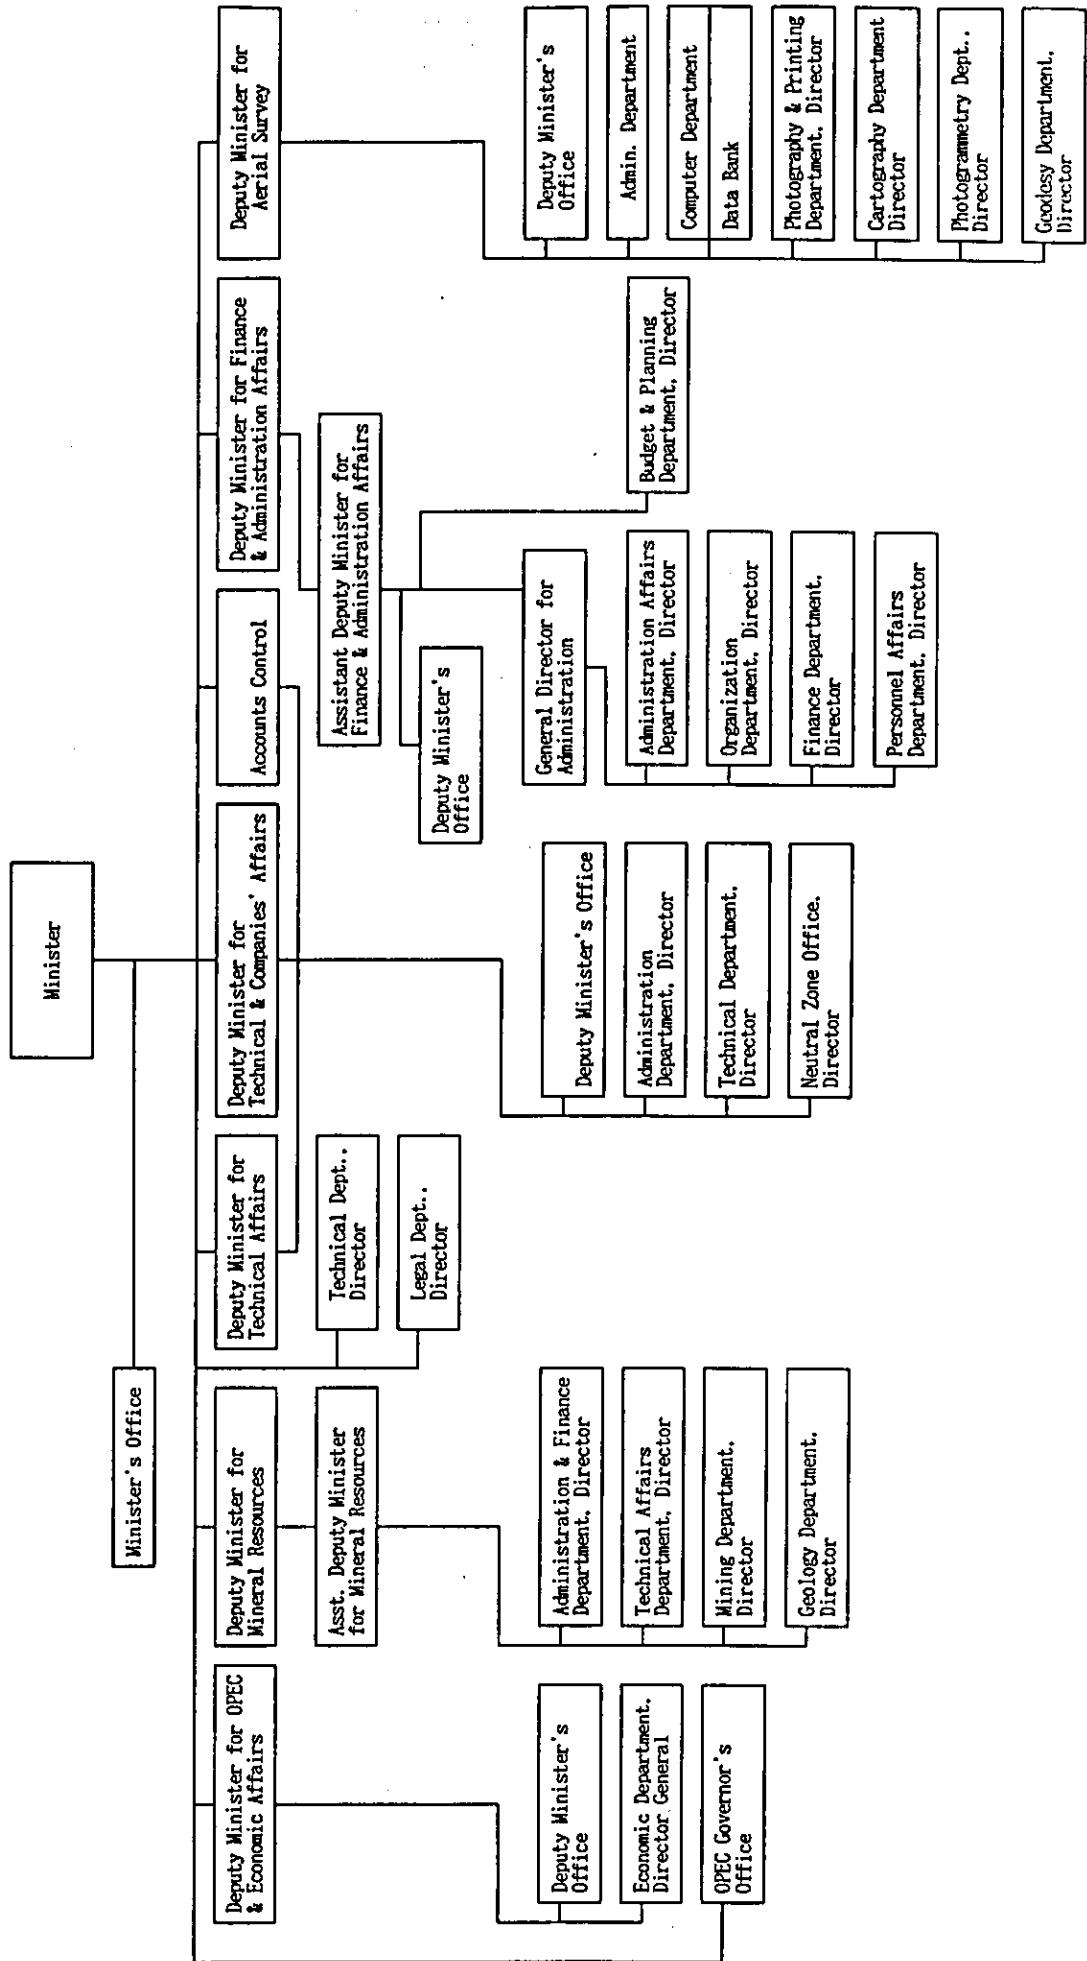 Minister
Minister's Office
Deputy Minister for OPEC
& Economic Affairs
Deputy Minister for
Mineral Resources
Deputy Minister for
Technical Affairs
Deputy Minister for
Technical & Companies' Affairs
Accounts Control
Deputy Minister for Finance
& Administration Affairs
Deputy Minister for
Aerial Survey
Asst. Deputy Minister
for Mineral Resources
Technical Dept..
Director
Legal Dept..
Director
Assistant Deputy Minister for
Finance & Administration Affairs
Deputy Minister's
Office
General Director for
Administration
Deputy Minister's
Office
Economic Department.
Director General
OPEC Governor's
Office
Administration & Finance
Department. Director
Technical Affairs
Department. Director
Mining Department.
Director
Geology Department.
Director
Deputy Minister's Office
Administration
Department. Director
Technical Department.
Director
Neutral Zone Office.
Director
Administration Affairs
Department. Director
Organization
Department. Director
Finance Department.
Director
Personnel Affairs
Department. Director
Budget & Planning
Department. Director
Deputy Minister's
Office
Admin. Department
Computer Department
Data Bank
Photography & Printing
Department. Director
Cartography Department
Director
Photogrammetry Dept..
Director
Geodesy Department.
Director